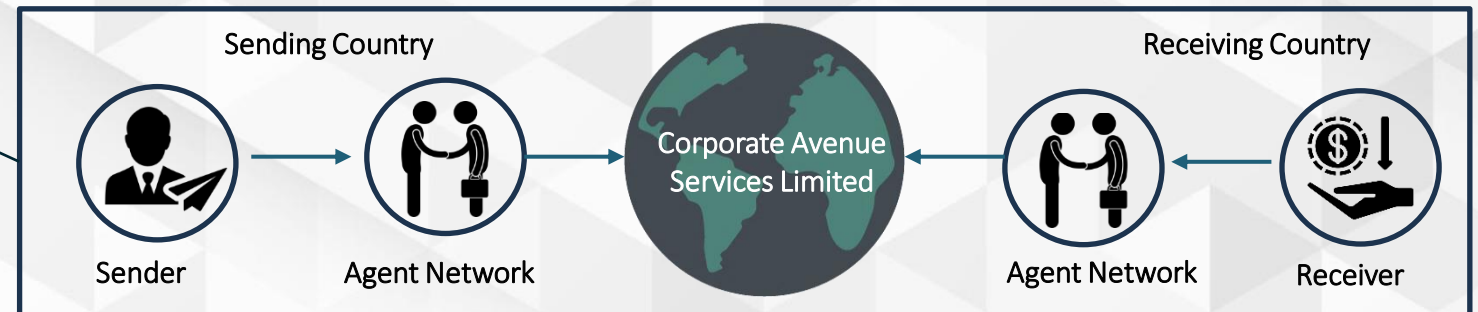 Sending Country
Receiving Country
Corporate Avenue
Services Limited
Sender
Agent Network
Agent Network
Receiver
$